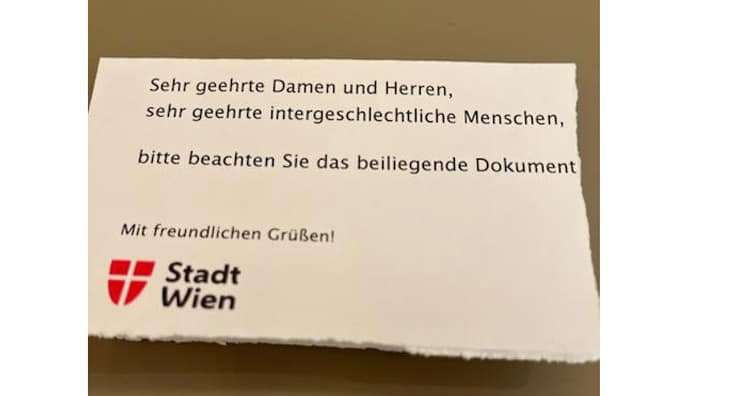 Sehr geehrte Damen und Herren,
sehr geehrte intergeschlechtliche Menschen,
bitte beachten Sie das beiliegende Dokument
Mit freundlichen Grüßen!
Stadt
Wien